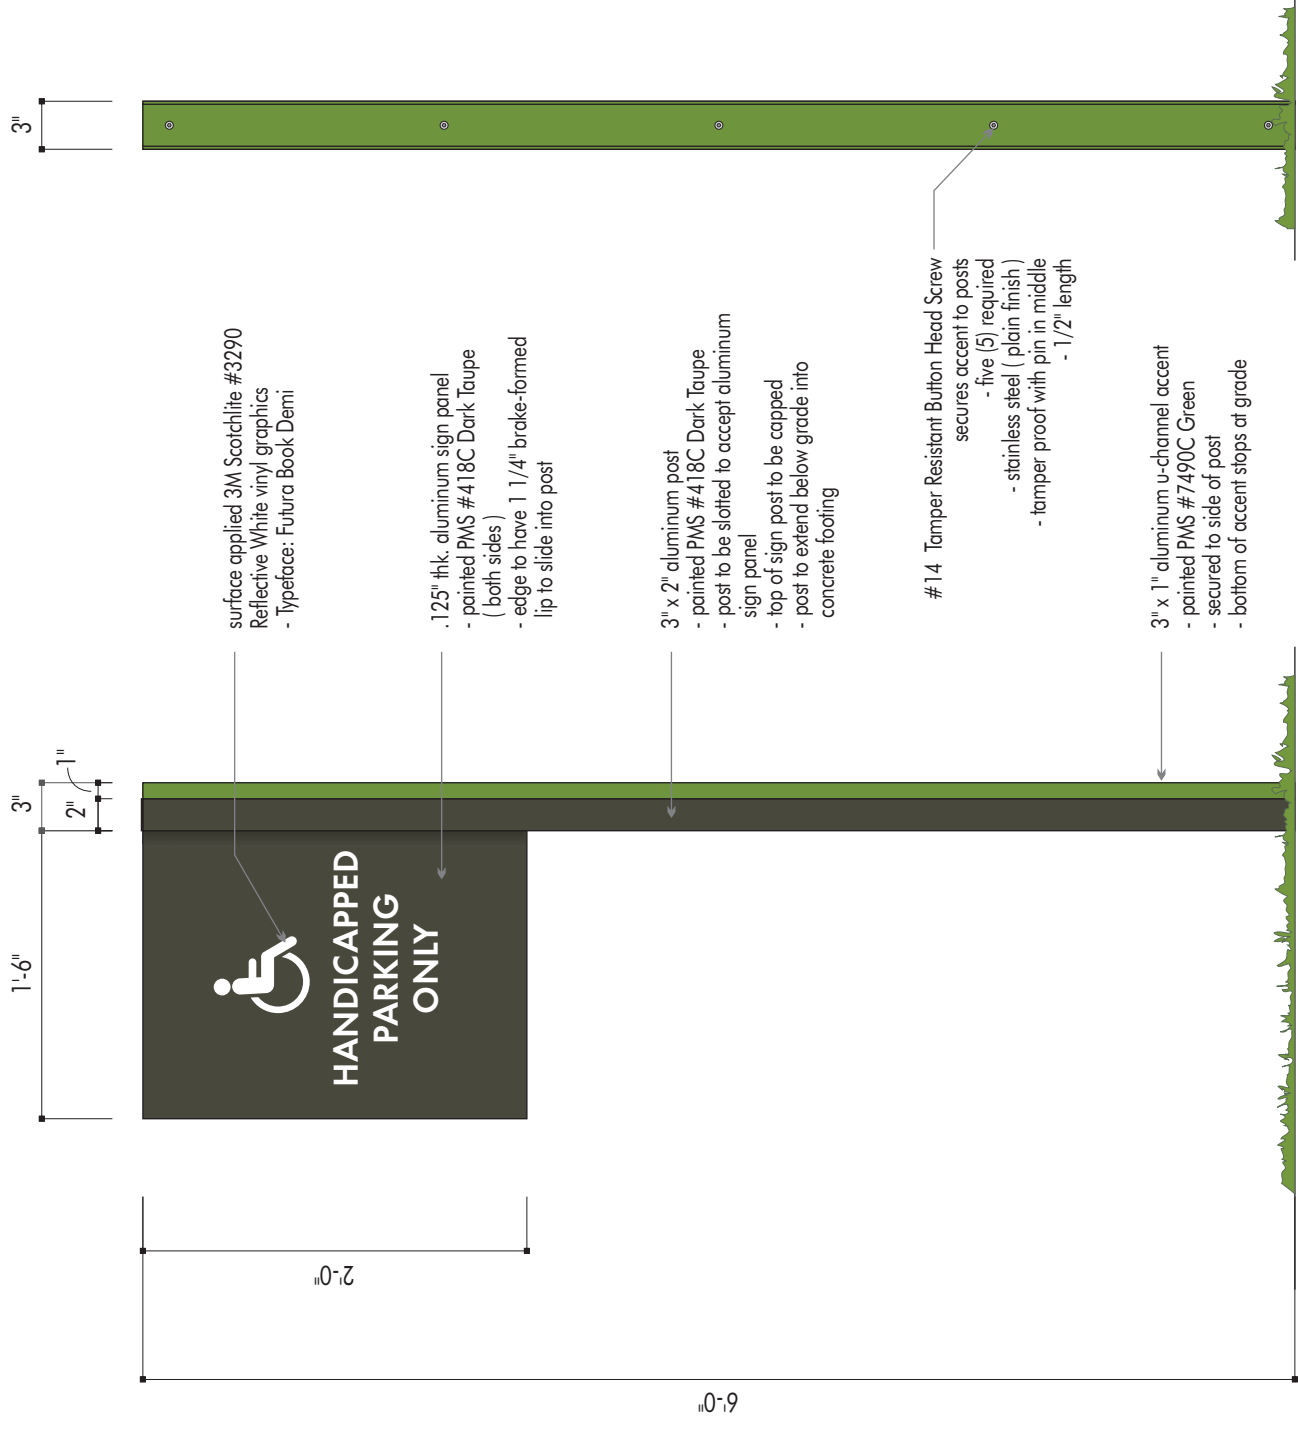 1'-6"
3"
2"
1"
3"
HANDICAPPED
PARKING
ONLY
2'-0"
6'-0"
surface applied 3M Scotchlite #3290
Reflective White vinyl graphics
- Typeface: Futura Book Demi
.125" thk. aluminum sign panel
- painted PMS #418C Dark Taupe
( both sides )
- edge to have 1 1/4" brake-formed
lip to slide into post
3" x 2" aluminum post
- painted PMS #418C Dark Taupe
- post to be slotted to accept aluminum
sign panel
- top of sign post to be capped
- post to extend below grade into
concrete footing
#14 Tamper Resistant Button Head Screw
secures accent to posts
- five (5) required
- stainless steel ( plain finish )
- tamper proof with pin in middle
- 1/2" length
3" x 1" aluminum u-channel accent
- painted PMS #7490C Green
- secured to side of post
- bottom of accent stops at grade